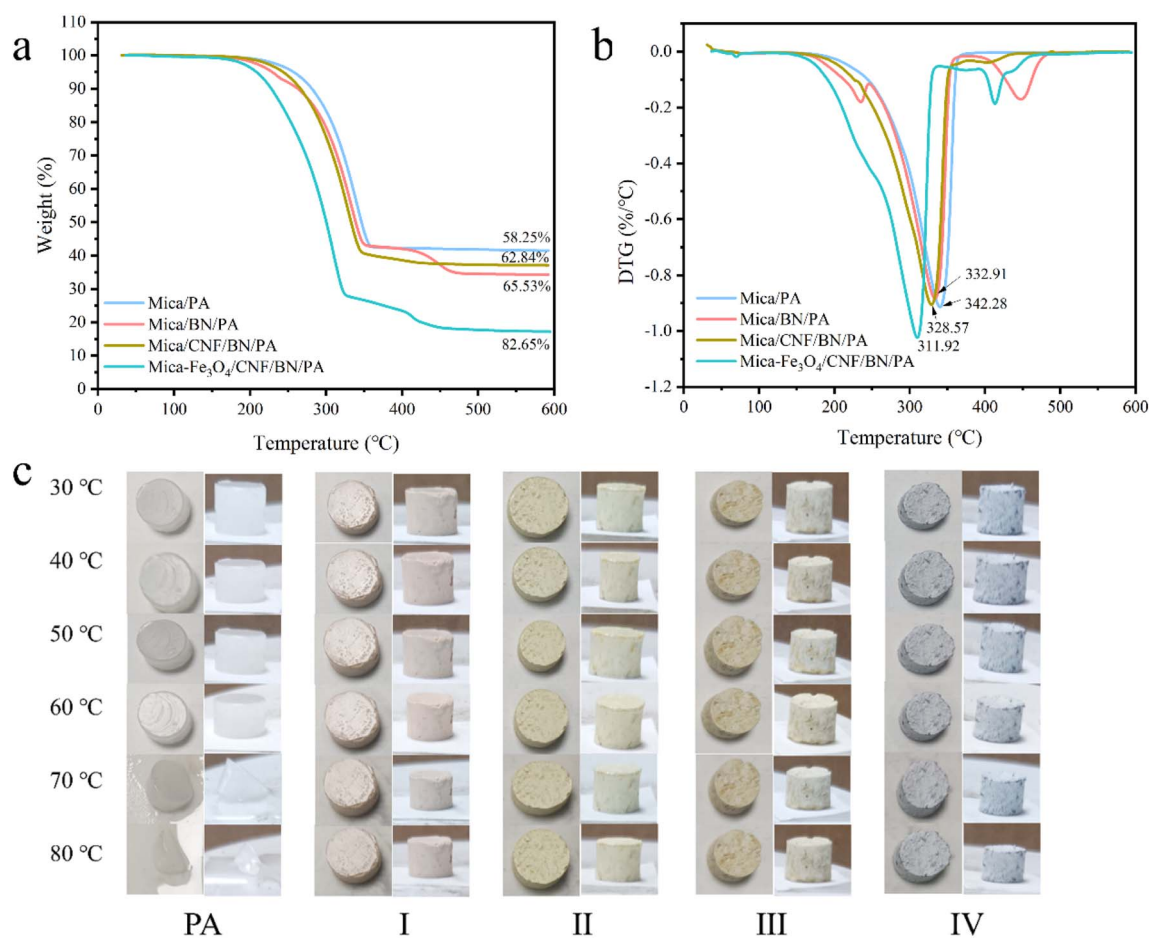 a
110
100
90
80
70
60
50
40
30
20
10
0
Weight (%)
58.25%
62.84%
65.53%
82.65%
Mica/PA
Mica/BN/PA
Mica/CNF/BN/PA
Mica-Fe₃O₄/CNF/BN/PA
0 100 200 300 400 500 600
Temperature (℃)
b
0.0
-0.2
-0.4
-0.6
-0.8
-1.0
-1.2
DTG (%/℃)
332.91
342.28
328.57
311.92
Mica/PA
Mica/BN/PA
Mica/CNF/BN/PA
Mica-Fe₃O₄/CNF/BN/PA
0 100 200 300 400 500 600
Temperature (℃)
c
30 ℃
40 ℃
50 ℃
60 ℃
70 ℃
80 ℃
PA I II III IV